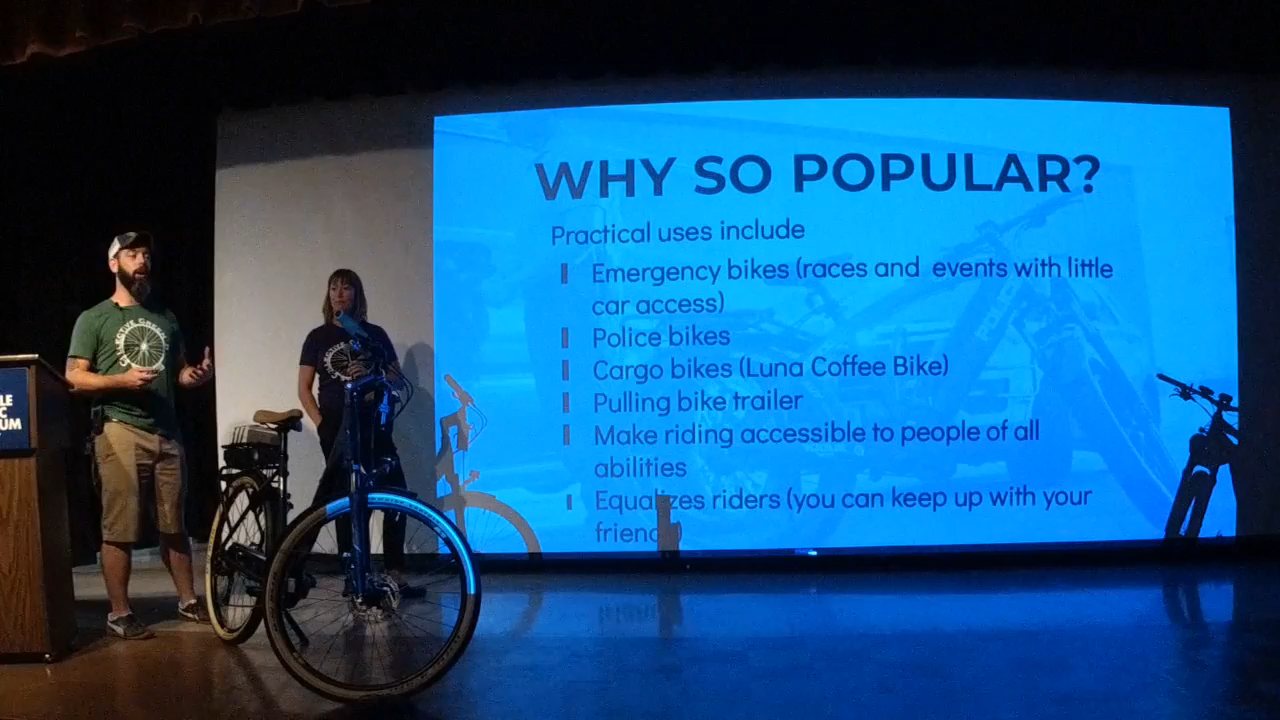 WHY SO POPULAR?
Practical uses include
Emergency bikes (races and events with little
car access)
Police bikes
Cargo bikes (Luna Coffee Bike)
Pulling bike trailer
Make riding accessible to people of all
abilities
Equalizes riders (you can keep up with your